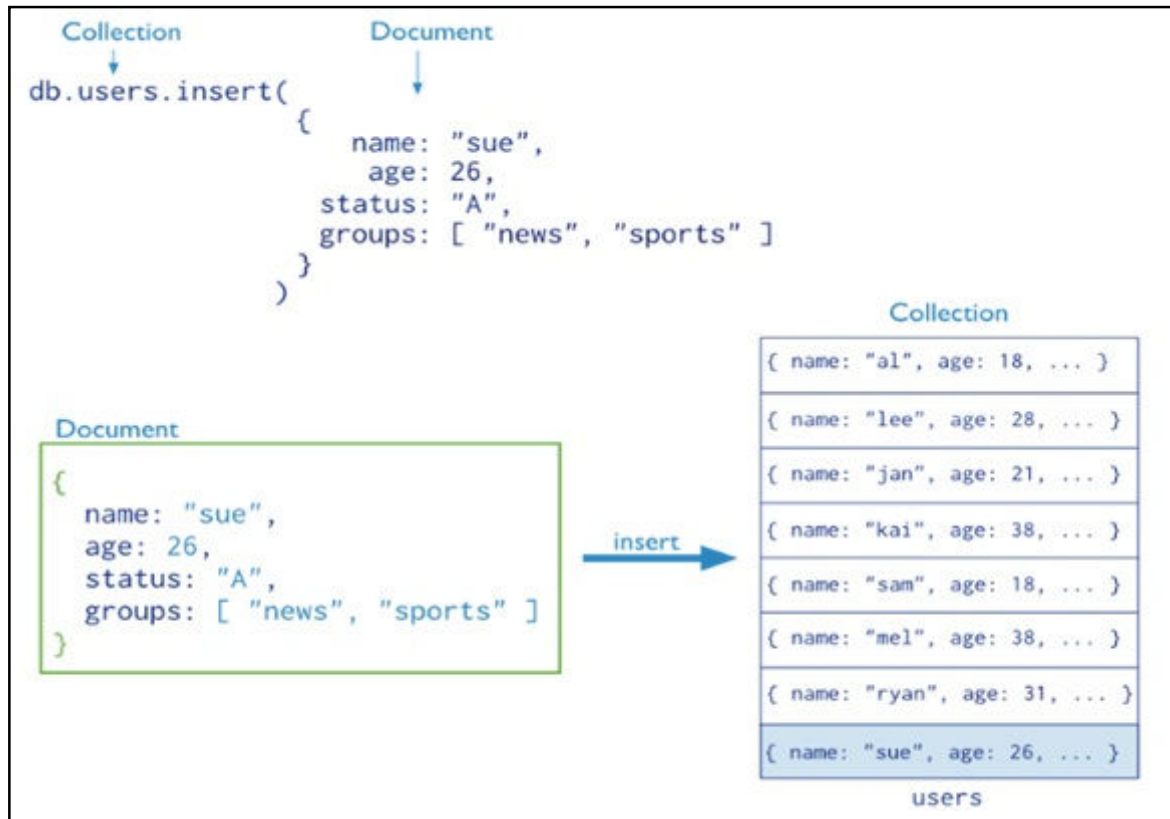 Collection Document
db.users.insert(
{
name: "sue",
age: 26,
status: "A",
groups: [ "news", "sports" ]
}
)
Collection
{ name: "al", age: 18, ... }
{ name: "lee", age: 28, ... }
{ name: "jan", age: 21, ... }
{ name: "kai", age: 38, ... }
{ name: "sam", age: 18, ... }
{ name: "mel", age: 38, ... }
{ name: "ryan", age: 31, ... }
{ name: "sue", age: 26, ... }
users
Document
{
name: "sue",
age: 26,
status: "A",
groups: [ "news", "sports" ]
}
insert